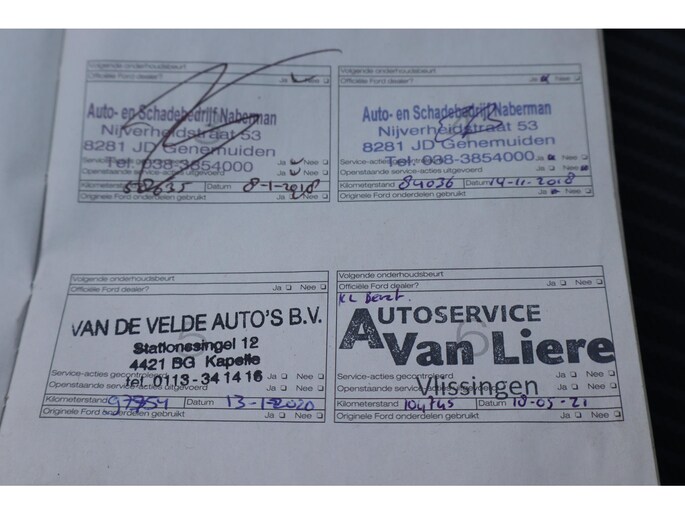 Volgende onderhoudsbeurt
Officiële Ford dealer? Ja Nee
Auto- en Schadebedrijf Naberman
Nijverheidstraat 53
8281 JD Genemuiden
Tel. 038-3854000
Service-acties gecontroleerd Ja Nee
Openstaande service-acties uitgevoerd Ja Nee
Kilometerstand Datum 8-1-2018
Originele Ford onderdelen gebruikt Ja Nee
Volgende onderhoudsbeurt
Officiële Ford dealer? Ja Nee
Auto- en Schadebedrijf Naberman
Nijverheidstraat 53
8281 JD Genemuiden
Tel. 038-3854000
Service-acties gecontroleerd Ja Nee
Openstaande service-acties uitgevoerd Ja Nee
Kilometerstand 84036 Datum 14-11-2018
Originele Ford onderdelen gebruikt Ja Nee
Volgende onderhoudsbeurt
Officiële Ford dealer? Ja Nee
VAN DE VELDE AUTO'S B.V.
Stationssingel 12
4421 BG Kapelle
tel. 0113-34 14 16
Service-acties gecontroleerd Ja Nee
Openstaande service-acties uitgevoerd Ja Nee
Kilometerstand Datum 13-1-2020
Originele Ford onderdelen gebruikt Ja Nee
Volgende onderhoudsbeurt
Officiële Ford dealer? Ja Nee
KL beurt.
AUTOSERVICE
Van Liere
Vlissingen
Service-acties gecontroleerd Ja Nee
Openstaande service-acties uitgevoerd Ja Nee
Kilometerstand Datum 18-05-21
Originele Ford onderdelen gebruikt Ja Nee